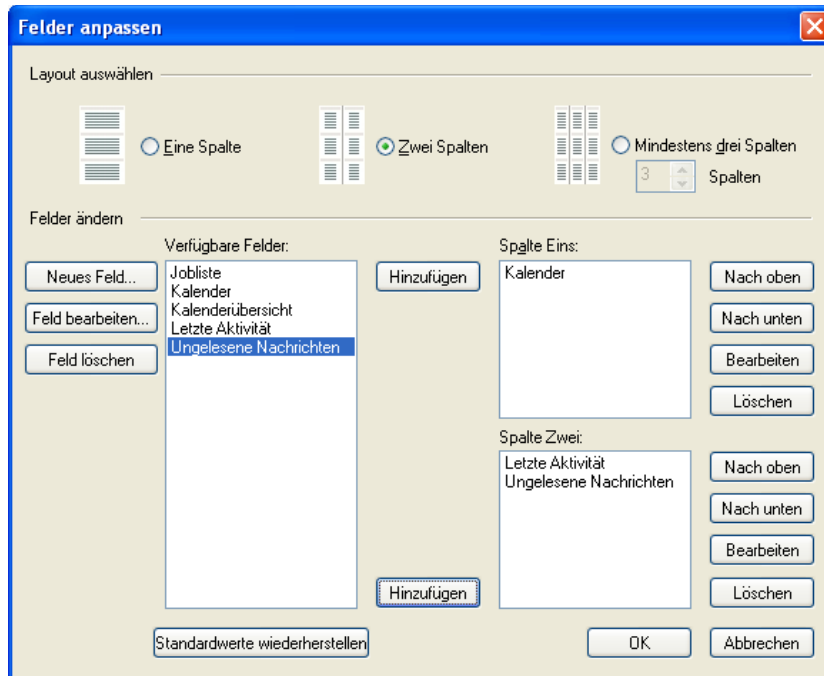 Felder anpassen
Layout auswählen
Eine Spalte
Zwei Spalten
Mindestens drei Spalten
3
Spalten
Felder ändern
Verfügbare Felder:
Neues Feld...
Feld bearbeiten...
Feld löschen
Jobliste
Kalender
Kalenderübersicht
Letzte Aktivität
Ungelesene Nachrichten
Hinzufügen
Hinzufügen
Spalte Eins:
Kalender
Nach oben
Nach unten
Bearbeiten
Löschen
Spalte Zwei:
Letzte Aktivität
Ungelesene Nachrichten
Nach oben
Nach unten
Bearbeiten
Löschen
Standardwerte wiederherstellen
OK
Abbrechen